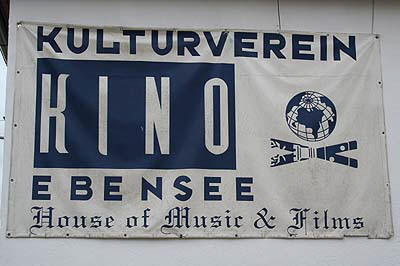 KULTURVEREIN
KINO
EBENSEE
House of Music & Films